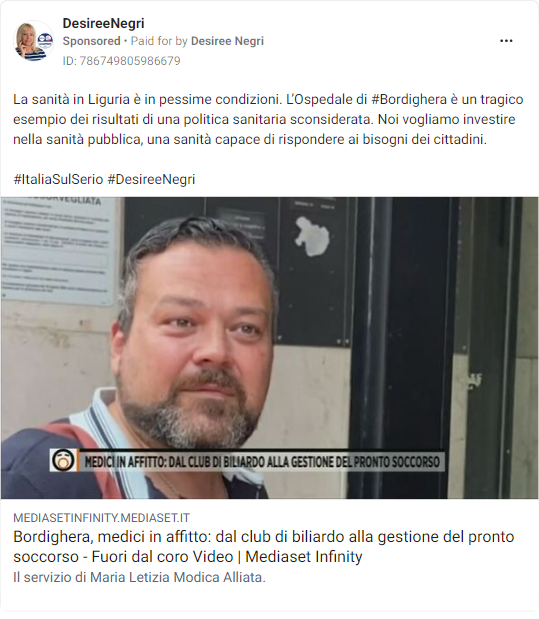 DesireeNegri
Sponsored • Paid for by Desiree Negri
ID: 786749805986679
La sanità in Liguria è in pessime condizioni. L'Ospedale di #Bordighera è un tragico
esempio dei risultati di una politica sanitaria sconsiderata. Noi vogliamo investire
nella sanità pubblica, una sanità capace di rispondere ai bisogni dei cittadini.
#ItaliaSulSerio #DesireeNegri
MEDICI IN AFFITTO: DAL CLUB DI BILIARDO ALLA GESTIONE DEL PRONTO SOCCORSO
MEDIASETINFINITY.MEDIASET.IT
Bordighera, medici in affitto: dal club di biliardo alla gestione del pronto
soccorso - Fuori dal coro Video | Mediaset Infinity
Il servizio di Maria Letizia Modica Alliata.